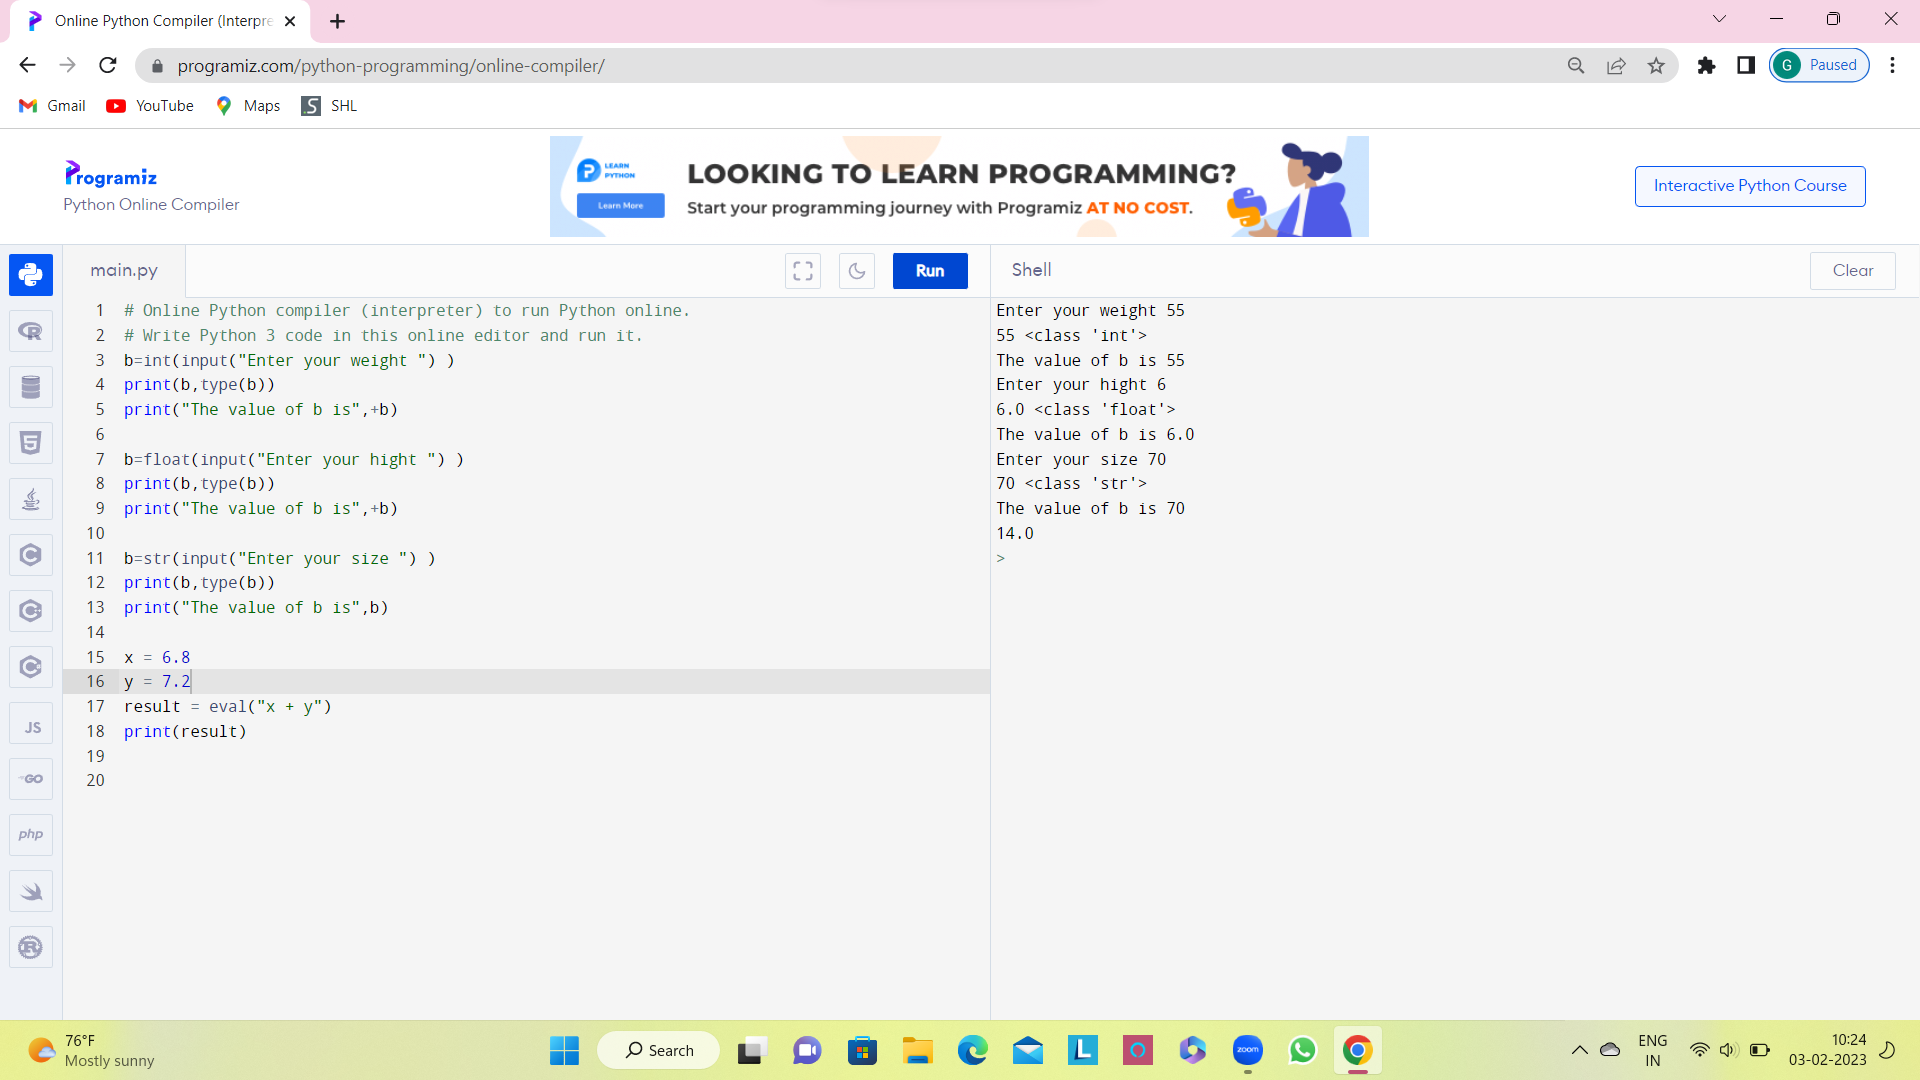 Online Python Compiler (Interpre
programiz.com/python-programming/online-compiler/
G Paused
Gmail YouTube Maps SHL
Programiz
Python Online Compiler
LEARN
PYTHON
Learn More
LOOKING TO LEARN PROGRAMMING?
Start your programming journey with Programiz AT NO COST.
Interactive Python Course
main.py
Run
Shell
Clear
1 # Online Python compiler (interpreter) to run Python online.
2 # Write Python 3 code in this online editor and run it.
3 b=int(input("Enter your weight ") )
4 print(b,type(b))
5 print("The value of b is",+b)
6
7 b=float(input("Enter your hight ") )
8 print(b,type(b))
9 print("The value of b is",+b)
10
11 b=str(input("Enter your size ") )
12 print(b,type(b))
13 print("The value of b is",b)
14
15 x = 6.8
16 y = 7.2
17 result = eval("x + y")
18 print(result)
19
20
Enter your weight 55
55 <class 'int'>
The value of b is 55
Enter your hight 6
6.0 <class 'float'>
The value of b is 6.0
Enter your size 70
70 <class 'str'>
The value of b is 70
14.0
>
R
5
C
C
C
JS
GO
php
R
76°F
Mostly sunny
Search
L
zoom
ENG
IN
10:24
03-02-2023